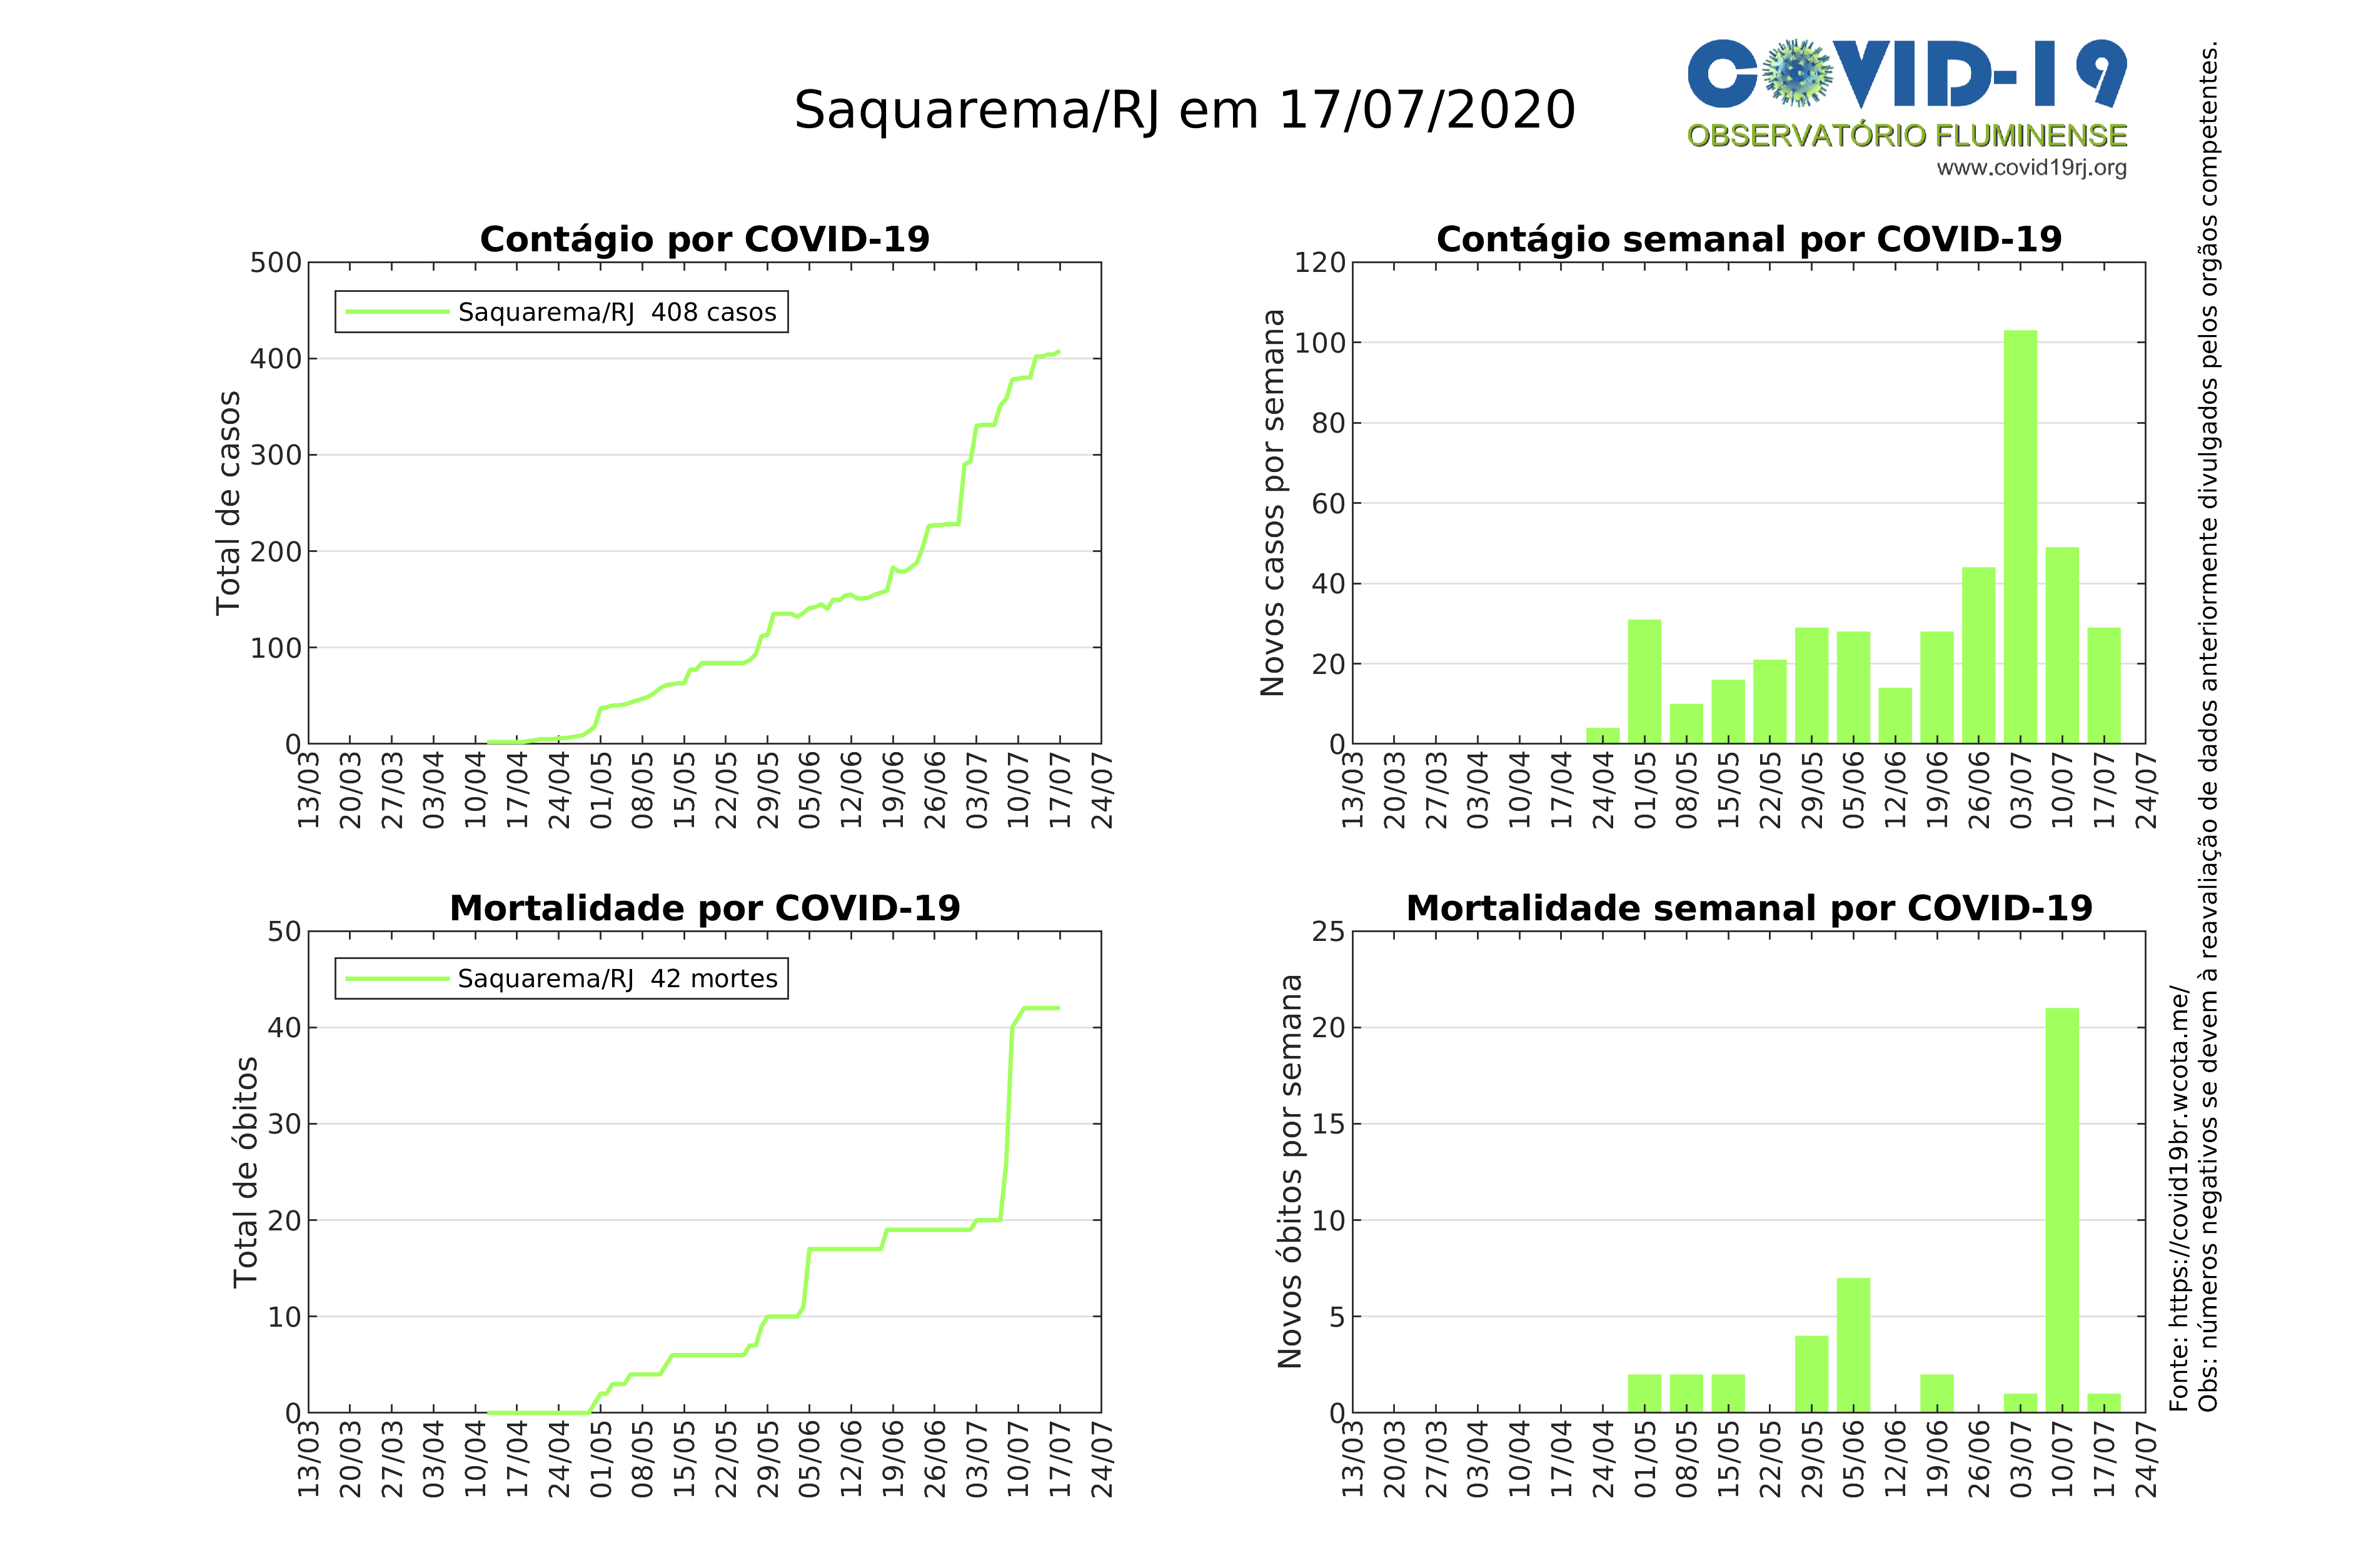 Saquarema/RJ em 17/07/2020
COVID-19
OBSERVATÓRIO FLUMINENSE
www.covid19rj.org
Contágio por COVID-19
Total de casos
500
400
300
200
100
0
Saquarema/RJ 408 casos
13/03 20/03 27/03 03/04 10/04 17/04 24/04 01/05 08/05 15/05 22/05 29/05 05/06 12/06 19/06 26/06 03/07 10/07 17/07 24/07
Contágio semanal por COVID-19
Novos casos por semana
120
100
80
60
40
20
0
13/03 20/03 27/03 03/04 10/04 17/04 24/04 01/05 08/05 15/05 22/05 29/05 05/06 12/06 19/06 26/06 03/07 10/07 17/07 24/07
Mortalidade por COVID-19
Total de óbitos
50
40
30
20
10
0
Saquarema/RJ 42 mortes
13/03 20/03 27/03 03/04 10/04 17/04 24/04 01/05 08/05 15/05 22/05 29/05 05/06 12/06 19/06 26/06 03/07 10/07 17/07 24/07
Mortalidade semanal por COVID-19
Novos óbitos por semana
25
20
15
10
5
0
13/03 20/03 27/03 03/04 10/04 17/04 24/04 01/05 08/05 15/05 22/05 29/05 05/06 12/06 19/06 26/06 03/07 10/07 17/07 24/07
Fonte: https://covid19br.wcota.me/
Obs: números negativos se devem à reavaliação de dados anteriormente divulgados pelos orgãos competentes.